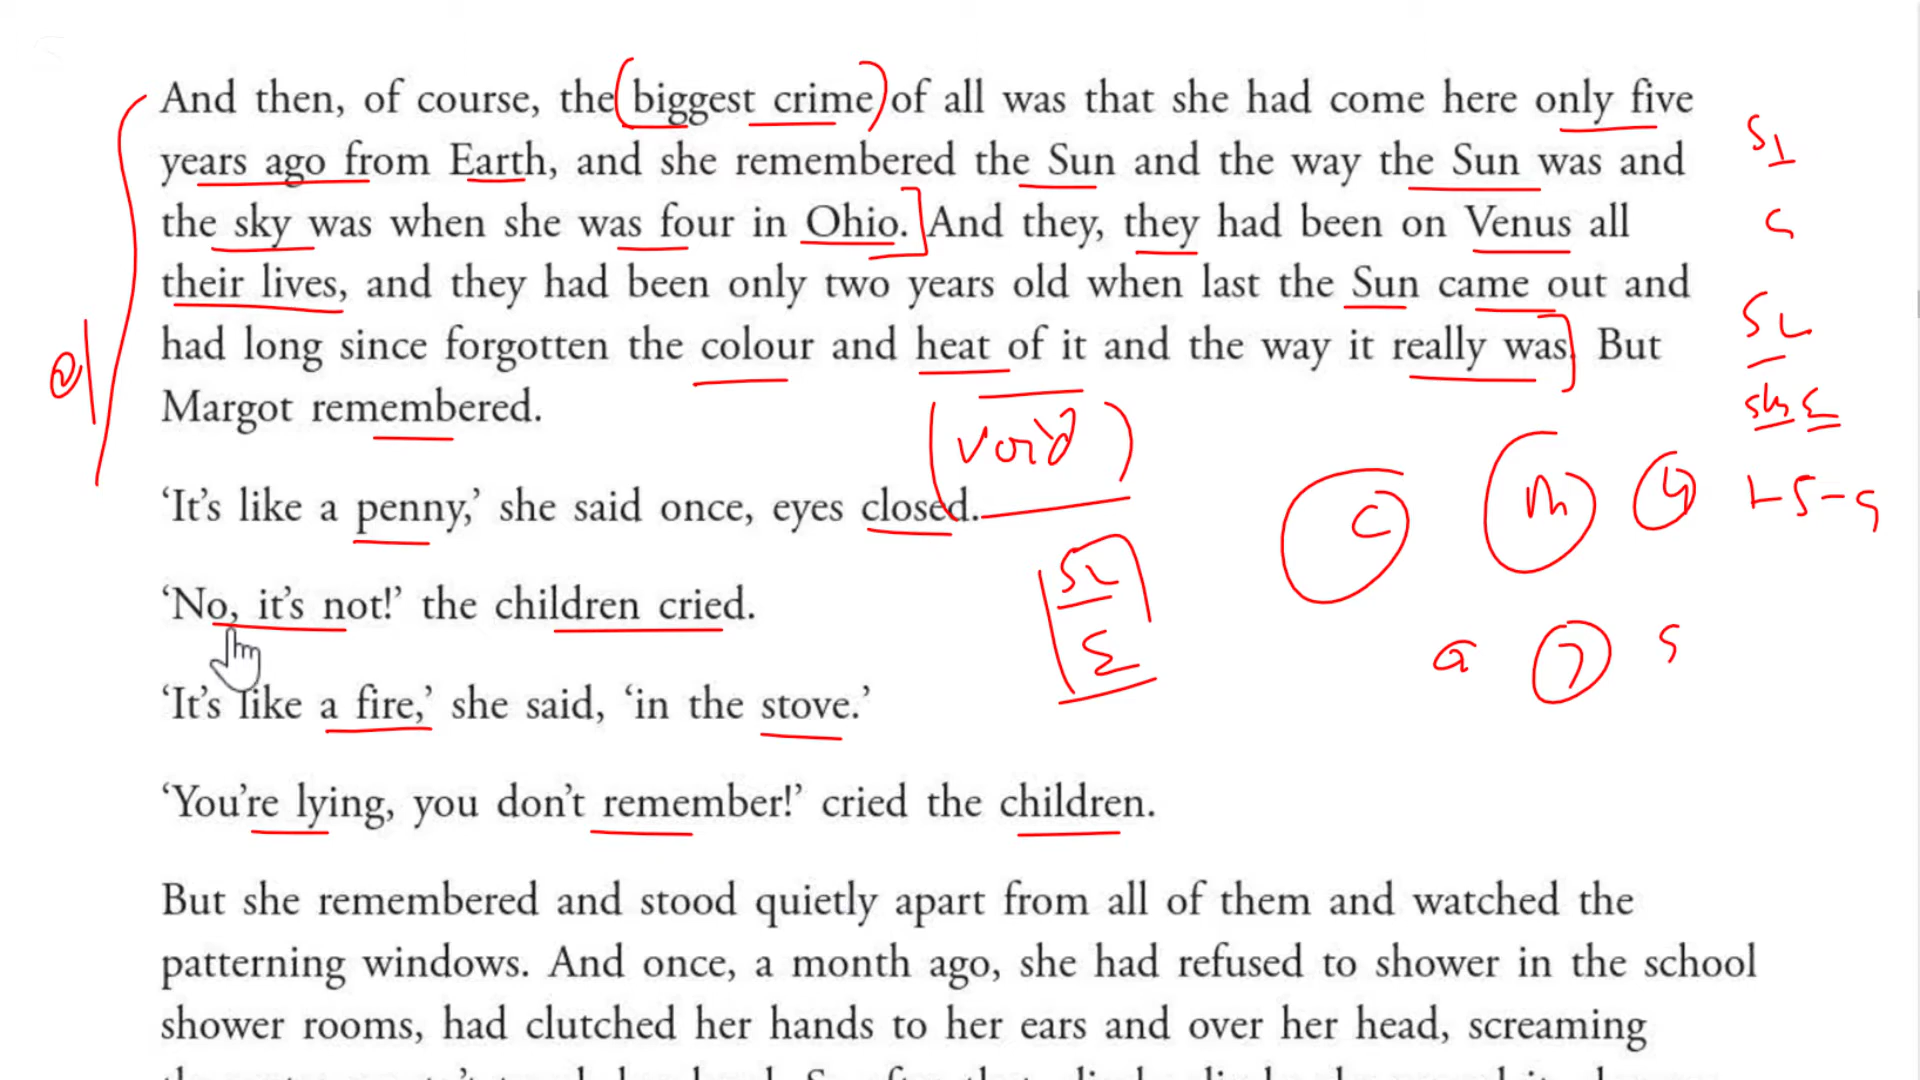 And then, of course, the biggest crime of all was that she had come here only five
years ago from Earth, and she remembered the Sun and the way the Sun was and
the sky was when she was four in Ohio. And they, they had been on Venus all
their lives, and they had been only two years old when last the Sun came out and
had long since forgotten the colour and heat of it and the way it really was. But
Margot remembered.
void
‘It’s like a penny,’ she said once, eyes closed.
C
m
‘No, it’s not!’ the children cried.
‘It’s like a fire,’ she said, ‘in the stove.’
‘You’re lying, you don’t remember!’ cried the children.
But she remembered and stood quietly apart from all of them and watched the
patterning windows. And once, a month ago, she had refused to shower in the school
shower rooms, had clutched her hands to her ears and over her head, screaming